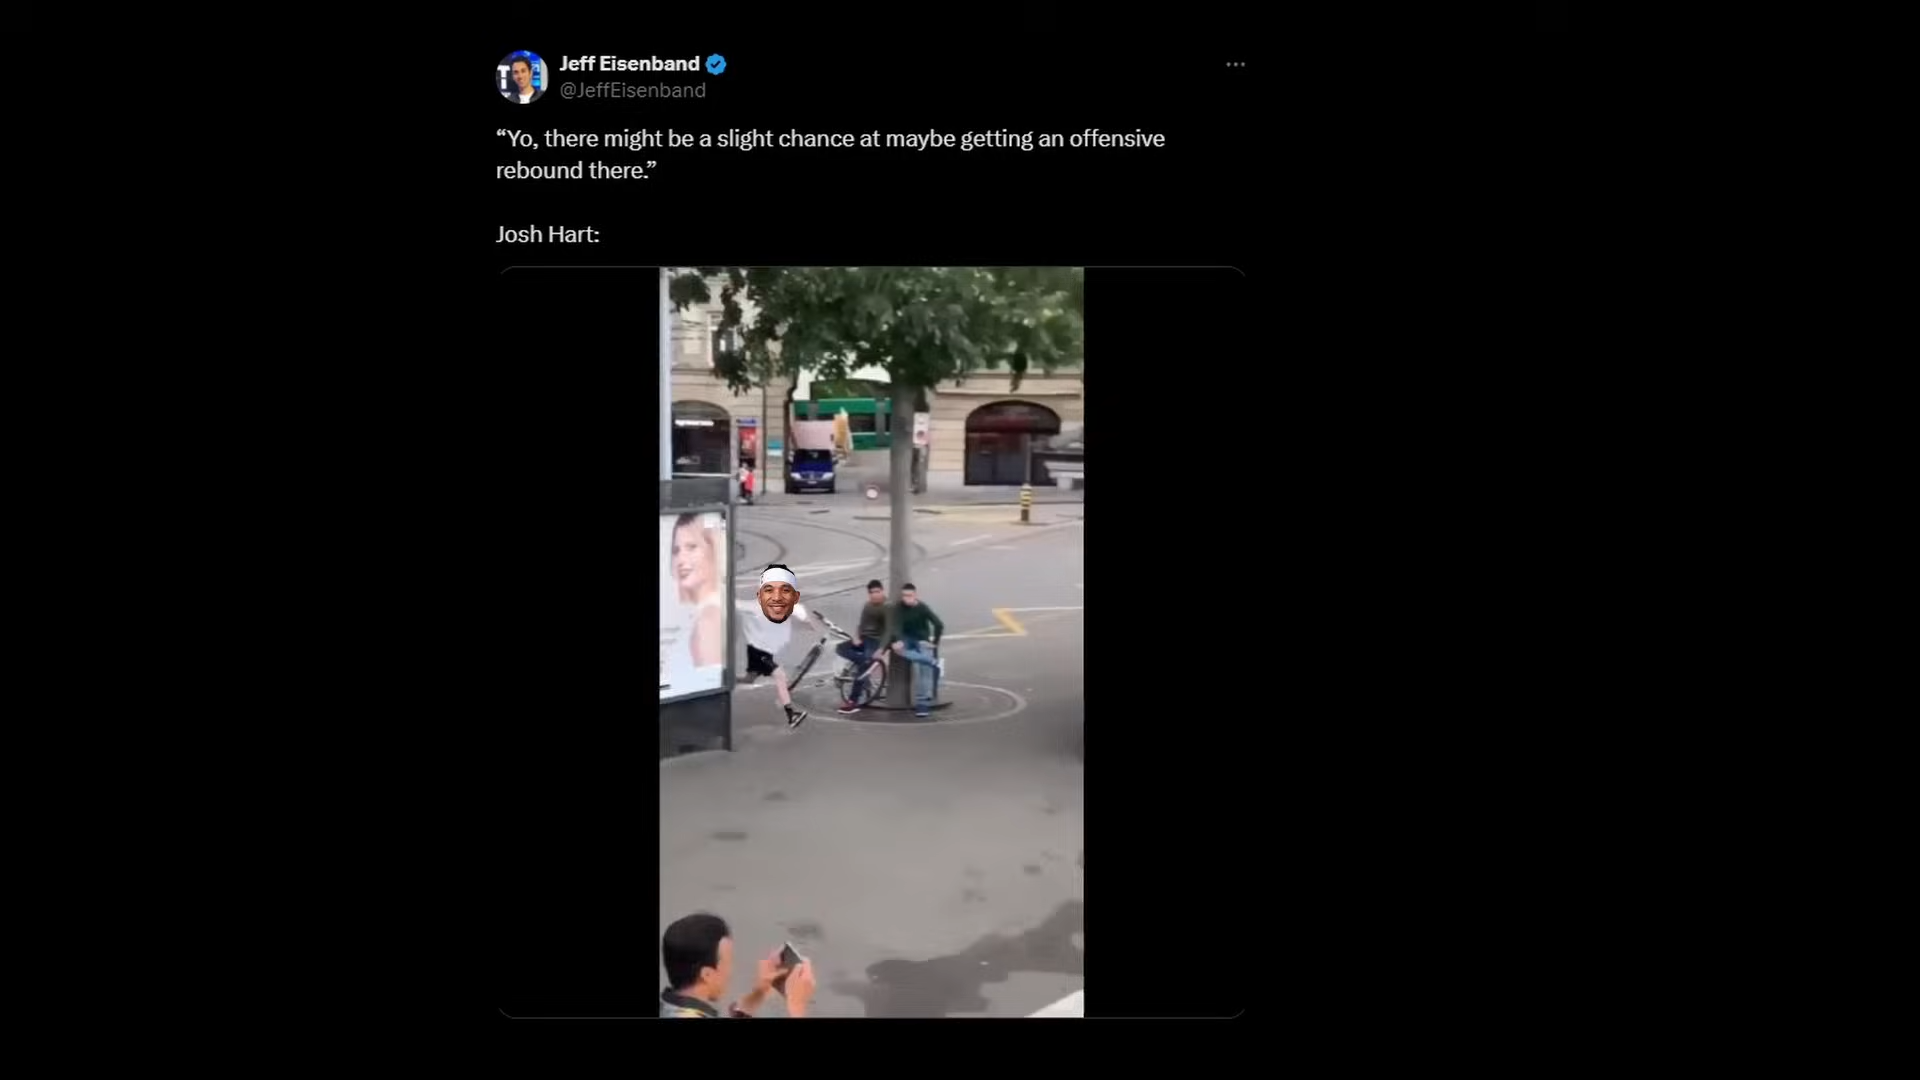 Jeff Eisenband
@JeffEisenband
“Yo, there might be a slight chance at maybe getting an offensive
rebound there.”
Josh Hart: